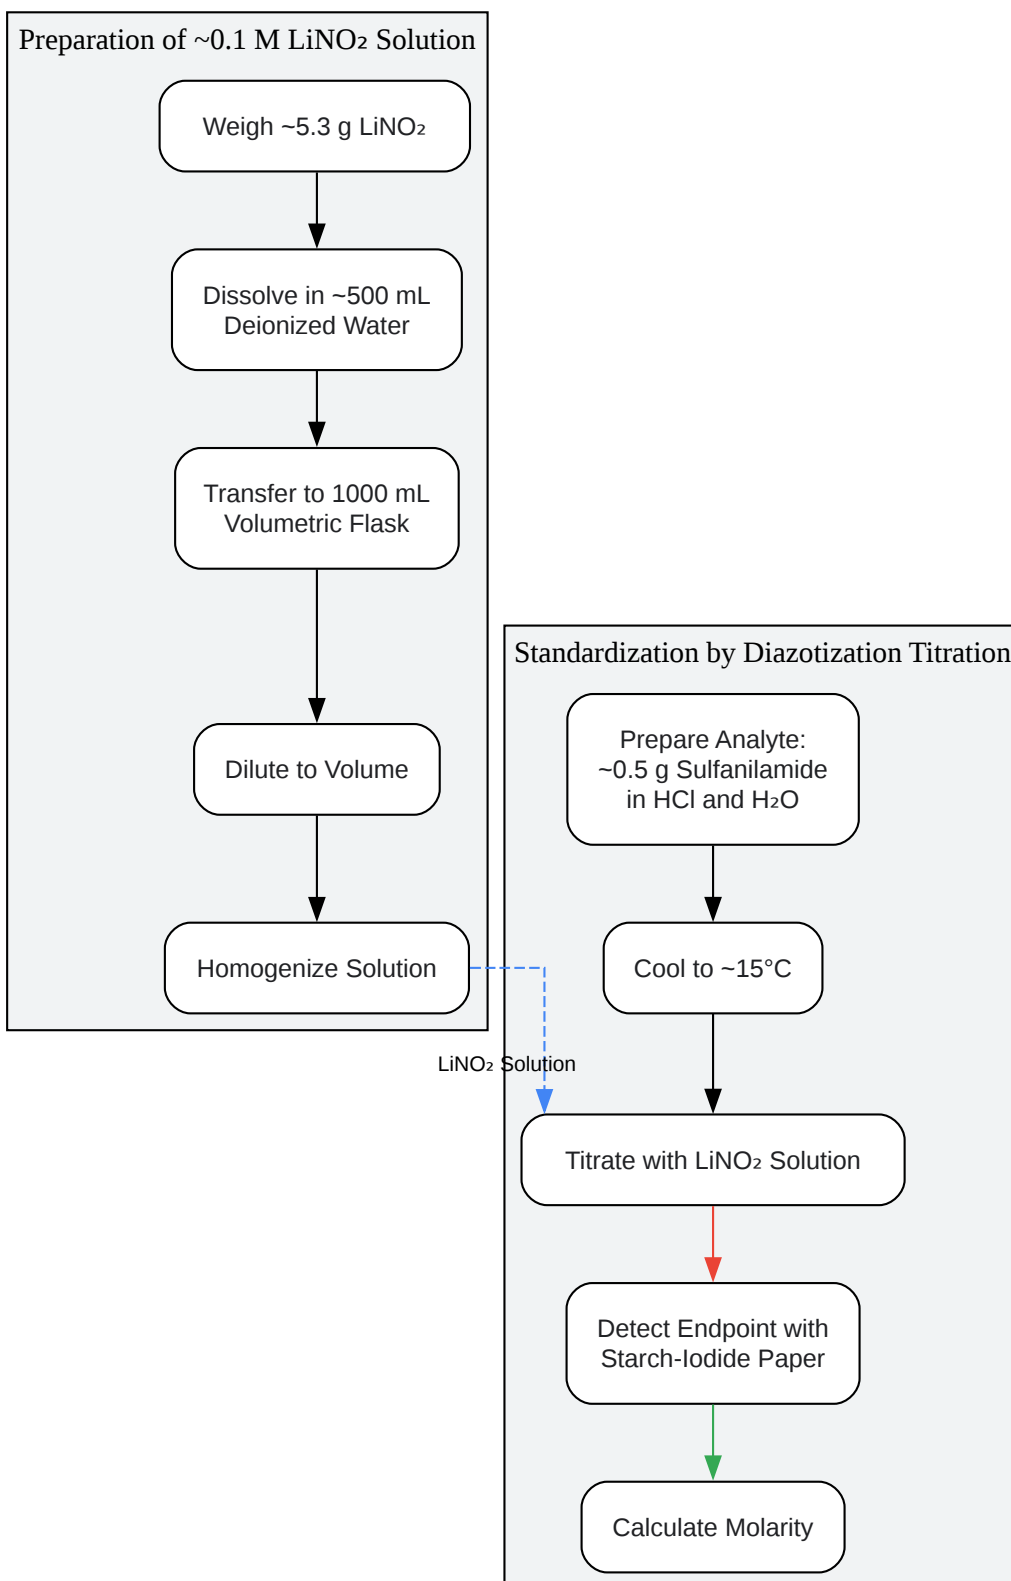 Preparation of ~0.1 M LiNO₂ Solution
Weigh ~5.3 g LiNO₂
Dissolve in ~500 mL
Deionized Water
Transfer to 1000 mL
Volumetric Flask
Dilute to Volume
Homogenize Solution
LiNO₂ Solution
Standardization by Diazotization Titration
Prepare Analyte:
~0.5 g Sulfanilamide
in HCl and H₂O
Cool to ~15°C
Titrate with LiNO₂ Solution
Detect Endpoint with
Starch-Iodide Paper
Calculate Molarity